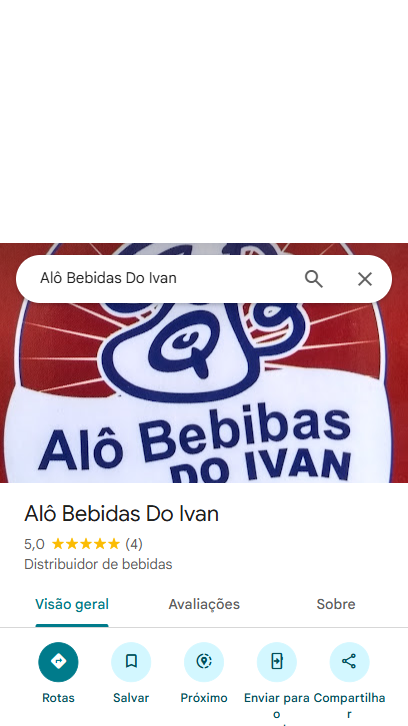 Alô Bebidas Do Ivan
Alô Bebibas
DO IVAN
Alô Bebidas Do Ivan
5,0 (4)
Distribuidor de bebidas
Visão geral Avaliações Sobre
Rotas Salvar Próximo Enviar para o Compartilhar